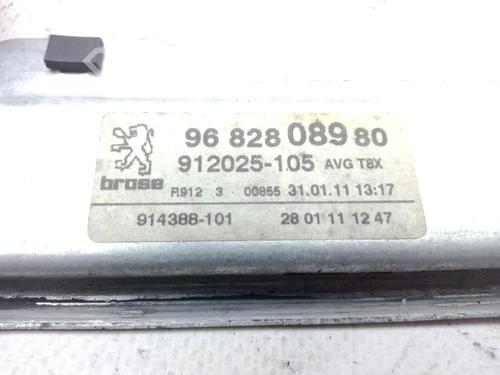 96 828 089 80
912025-105 AVG T8X
brose R912 3 00855 31.01.11 13:17
914388-101 28 01 11 12 47